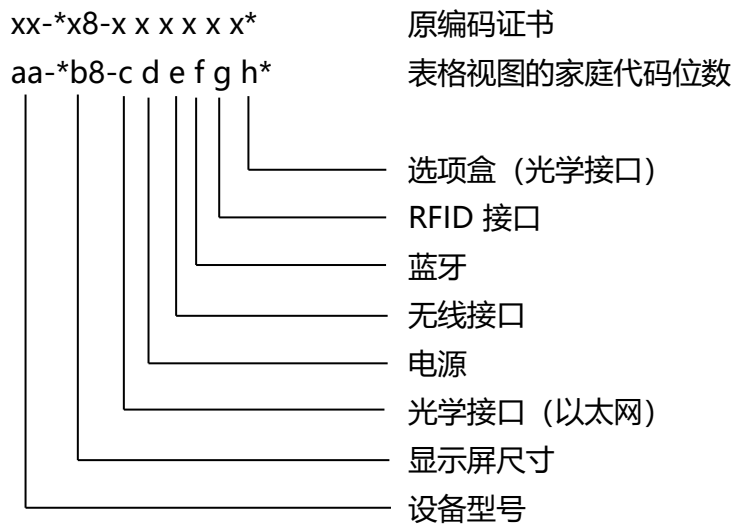 xx-*x8-x x x x x x* 原编码证书
aa-*b8-c d e f g h* 表格视图的家庭代码位数
选项盒（光学接口）
RFID 接口
蓝牙
无线接口
电源
光学接口（以太网）
显示屏尺寸
设备型号